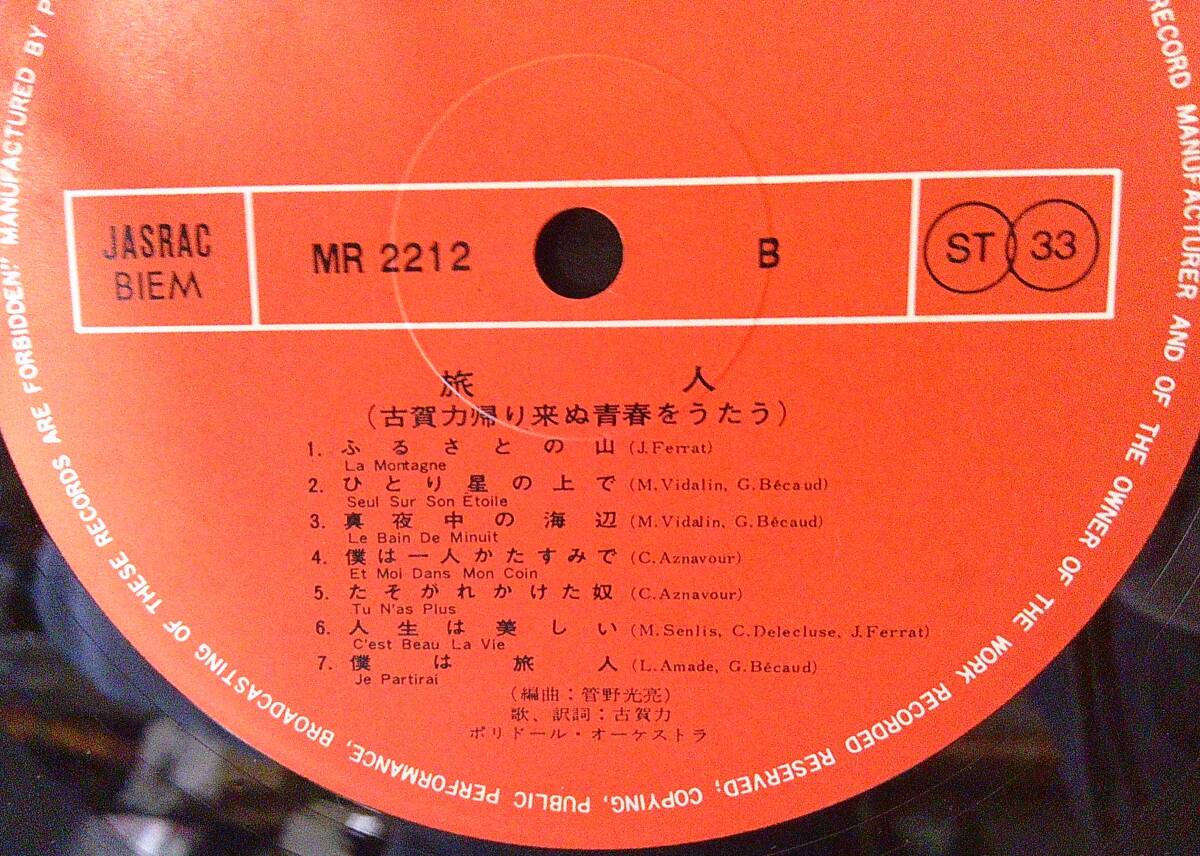 JASRAC
BIEM
MR 2212
B
ST 33
旅人
(古賀力帰り来ぬ青春をうたう)
1. ふるさとの山 (J.Ferrat)
La Montagne
2. ひとり星の上で (M.Vidalin, G.Bécaud)
Seul Sur Son Étoile
3. 真夜中の海辺 (M.Vidalin, G.Bécaud)
Le Bain De Minuit
4. 僕は一人かたすみで (C.Aznavour)
Et Moi Dans Mon Coin
5. たそがれかけた奴 (C.Aznavour)
Tu N'as Plus
6. 人生は美しい (M.Senlis, C.Delecluse, J.Ferrat)
C'est Beau La Vie
7. 僕は旅人 (L.Amade, G.Bécaud)
Je Partirai
(編曲：管野光亮)
歌、訳詞：古賀力
ポリドール・オーケストラ
RECORD MANUFACTURER AND OF THE OWNER OF THE WORK RECORDED RESERVED; COPYING, PUBLIC PERFORMANCE, BROADCASTING OF THESE RECORDS ARE FORBIDDEN" MANUFACTURED BY